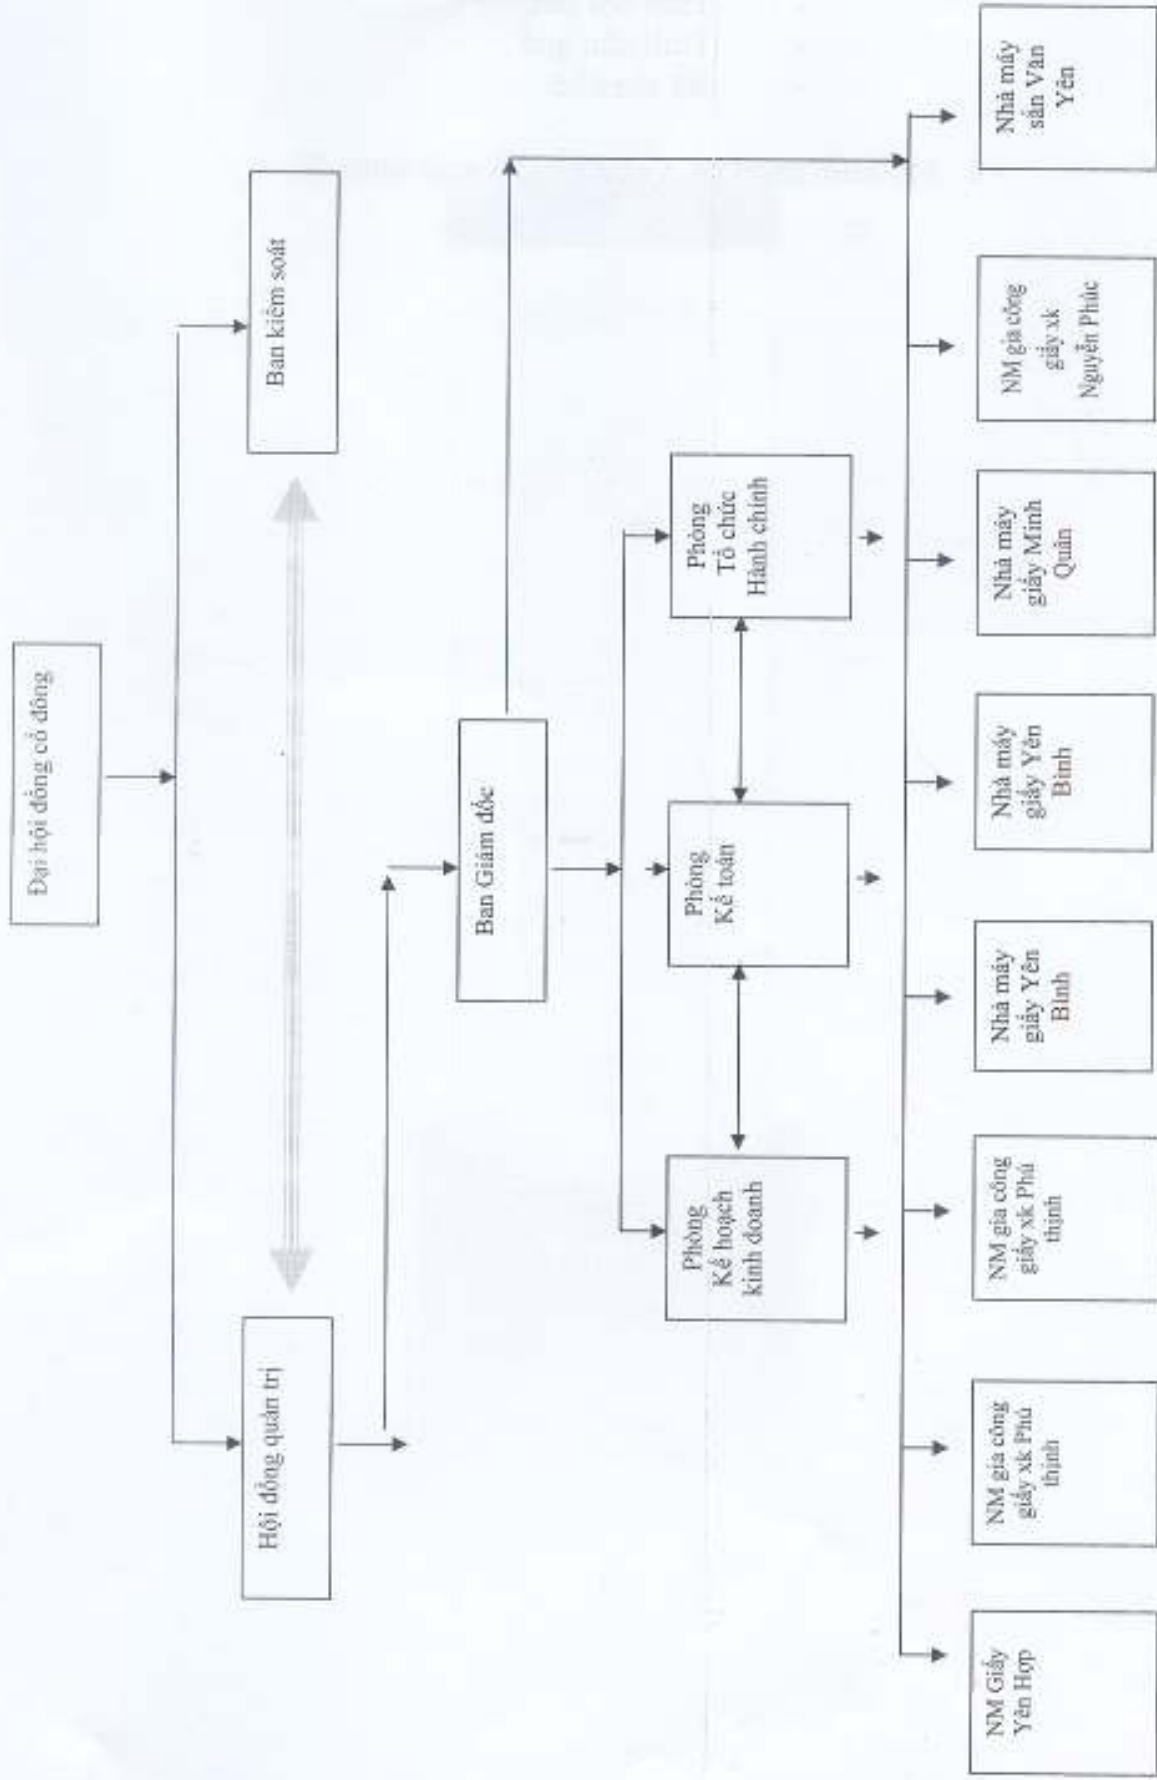 Đại hội đồng cổ đông
Hội đồng quản trị
Ban kiểm soát
Ban Giám đốc
Phòng
Kế hoạch
kinh doanh
Phòng
Kế toán
Phòng
Tổ chức
Hành chính
NM Giấy
Yên Hợp
NM gia công
giấy xk Phú
thịnh
NM gia công
giấy xk Phú
thịnh
Nhà máy
giấy Yên
Bình
Nhà máy
giấy Yên
Bình
Nhà máy
giấy Minh
Quân
NM gia công
giấy xk
Nguyễn Phúc
Nhà máy
sắn Văn
Yên